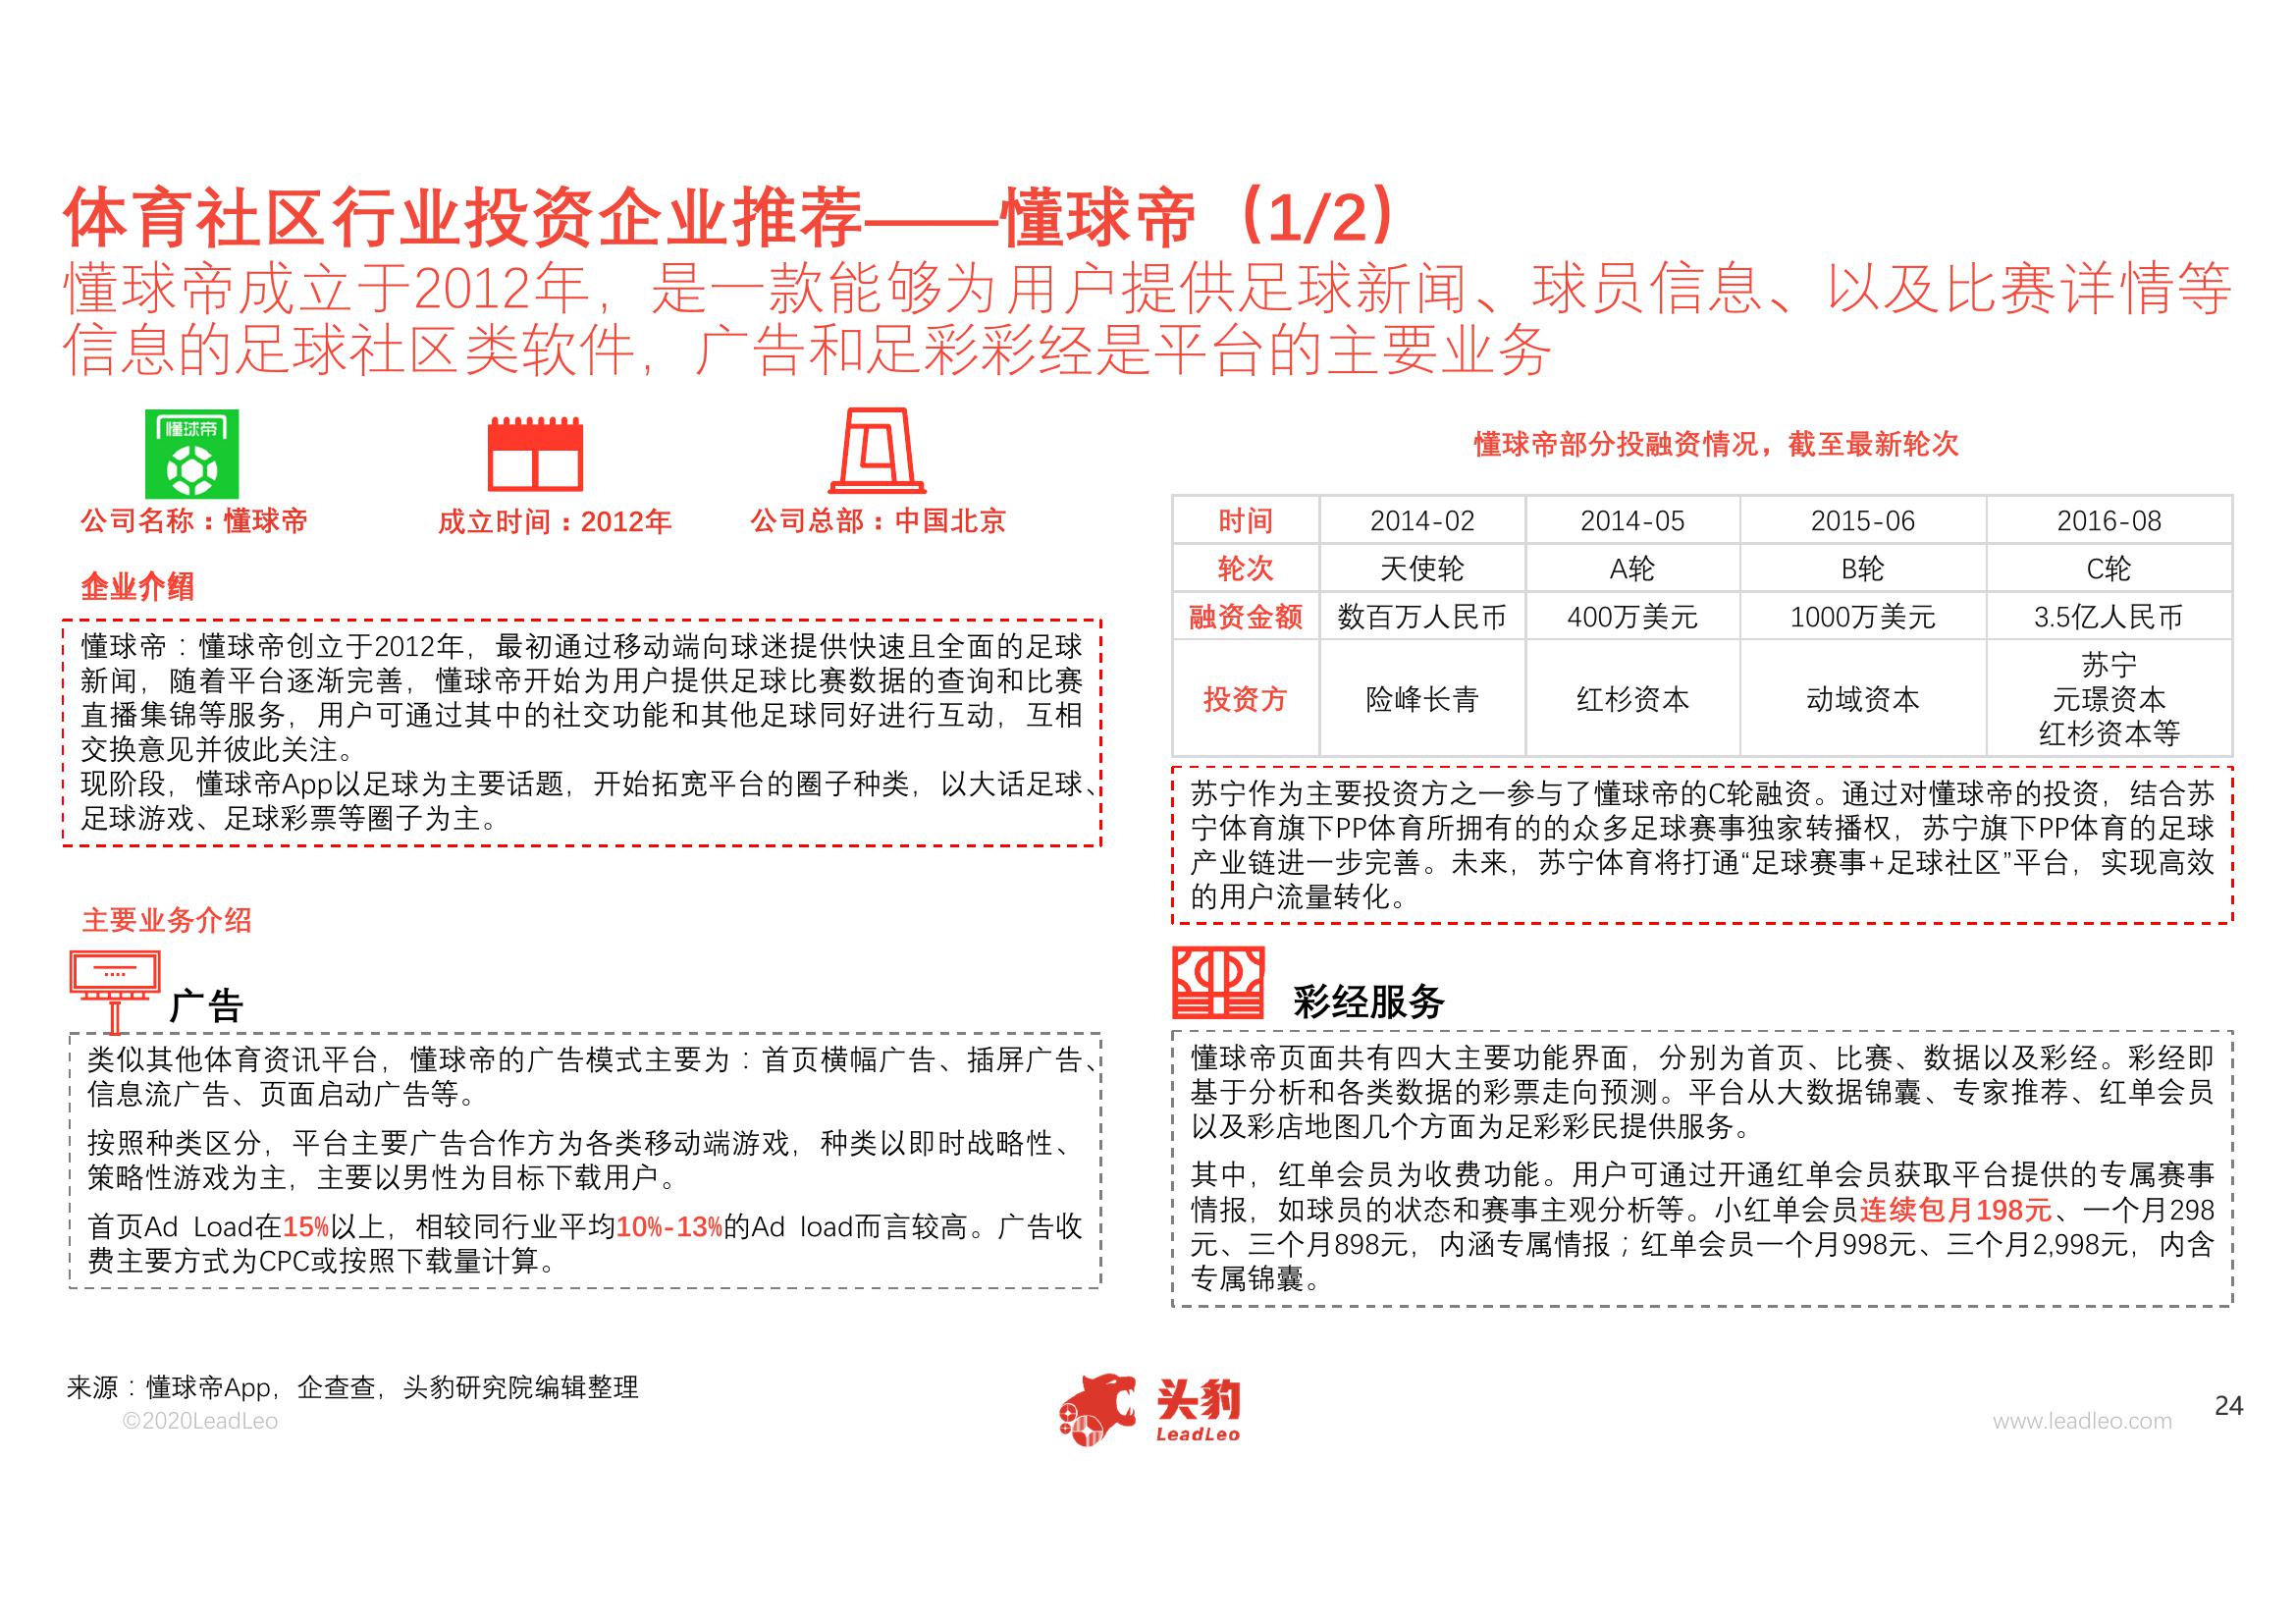 体育社区行业投资企业推荐——懂球帝（1/2）
懂球帝成立于2012年，是一款能够为用户提供足球新闻、球员信息、以及比赛详情等
信息的足球社区类软件，广告和足彩彩经是平台的主要业务
懂球帝
公司名称：懂球帝
成立时间：2012年
公司总部：中国北京
企业介绍
懂球帝：懂球帝创立于2012年，最初通过移动端向球迷提供快速且全面的足球
新闻，随着平台逐渐完善，懂球帝开始为用户提供足球比赛数据的查询和比赛
直播集锦等服务，用户可通过其中的社交功能和其他足球同好进行互动，互相
交换意见并彼此关注。
现阶段，懂球帝App以足球为主要话题，开始拓宽平台的圈子种类，以大话足球、
足球游戏、足球彩票等圈子为主。
懂球帝部分投融资情况，截至最新轮次
时间 2014-02 2014-05 2015-06 2016-08
轮次 天使轮 A轮 B轮 C轮
融资金额 数百万人民币 400万美元 1000万美元 3.5亿人民币
投资方 险峰长青 红杉资本 动域资本 苏宁
元璟资本
红杉资本等
苏宁作为主要投资方之一参与了懂球帝的C轮融资。通过对懂球帝的投资，结合苏
宁体育旗下PP体育所拥有的的众多足球赛事独家转播权，苏宁旗下PP体育的足球
产业链进一步完善。未来，苏宁体育将打通“足球赛事+足球社区”平台，实现高效
的用户流量转化。
主要业务介绍
广告
类似其他体育资讯平台，懂球帝的广告模式主要为：首页横幅广告、插屏广告、
信息流广告、页面启动广告等。
按照种类区分，平台主要广告合作方为各类移动端游戏，种类以即时战略性、
策略性游戏为主，主要以男性为目标下载用户。
首页Ad Load在15%以上，相较同行业平均10%-13%的Ad load而言较高。广告收
费主要方式为CPC或按照下载量计算。
彩经服务
懂球帝页面共有四大主要功能界面，分别为首页、比赛、数据以及彩经。彩经即
基于分析和各类数据的彩票走向预测。平台从大数据锦囊、专家推荐、红单会员
以及彩店地图几个方面为足彩彩民提供服务。
其中，红单会员为收费功能。用户可通过开通红单会员获取平台提供的专属赛事
情报，如球员的状态和赛事主观分析等。小红单会员连续包月198元、一个月298
元、三个月898元，内涵专属情报；红单会员一个月998元、三个月2,998元，内含
专属锦囊。
来源：懂球帝App，企查查，头豹研究院编辑整理
©2020LeadLeo
头豹
LeadLeo
www.leadleo.com
24